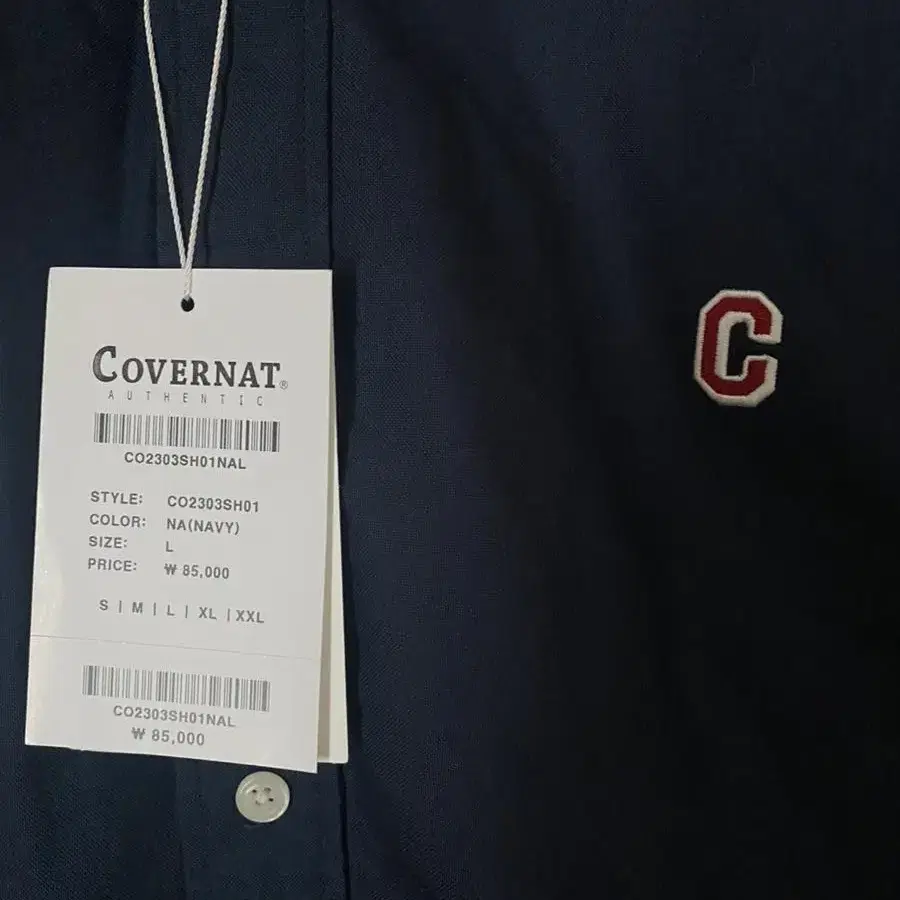 COVERNAT®
AUTHENTIC
CO2303SH01NAL
STYLE: CO2303SH01
COLOR: NA(NAVY)
SIZE: L
PRICE: ₩ 85,000
S | M | L | XL | XXL
CO2303SH01NAL
₩ 85,000
C